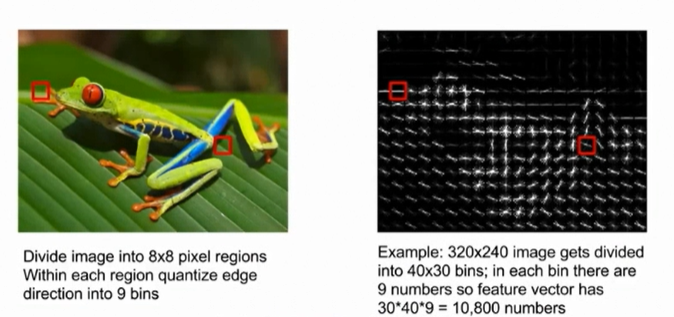 Divide image into 8x8 pixel regions
Within each region quantize edge
direction into 9 bins
Example: 320x240 image gets divided
into 40x30 bins; in each bin there are
9 numbers so feature vector has
30*40*9 = 10,800 numbers